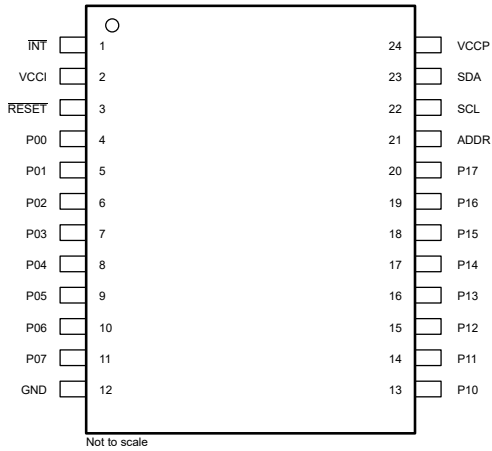 I̅N̅T̅ 1 24 VCCP
VCCI 2 23 SDA
R̅E̅S̅E̅T̅ 3 22 SCL
P00 4 21 ADDR
P01 5 20 P17
P02 6 19 P16
P03 7 18 P15
P04 8 17 P14
P05 9 16 P13
P06 10 15 P12
P07 11 14 P11
GND 12 13 P10
Not to scale